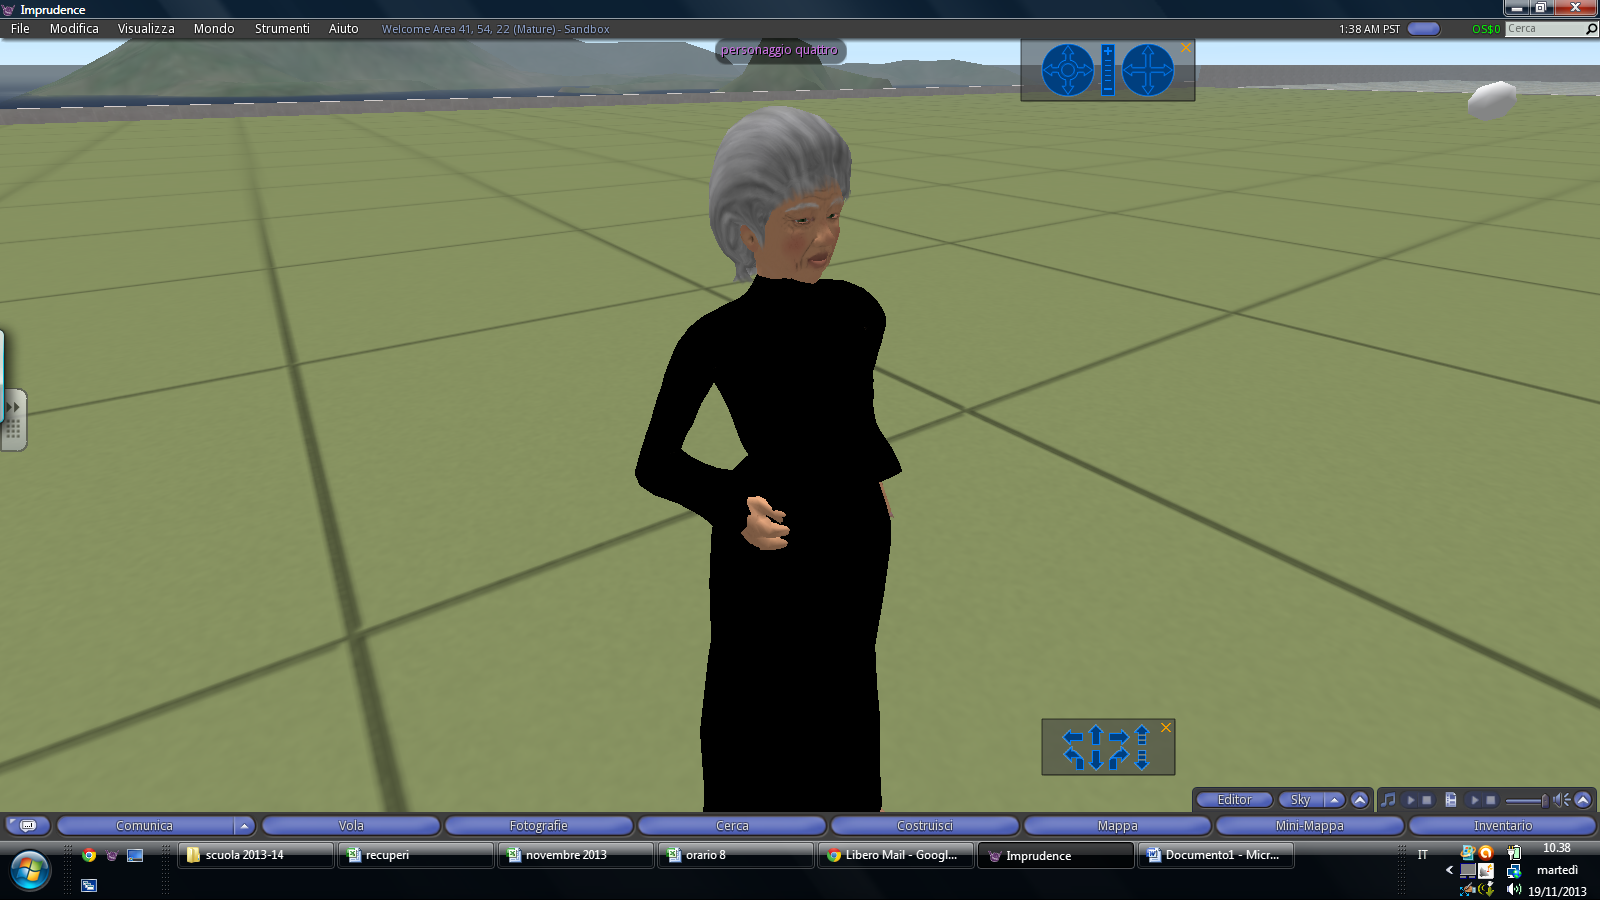 Imprudence
File Modifica Visualizza Mondo Strumenti Aiuto Welcome Area 41, 54, 22 (Mature) - Sandbox 1:38 AM PST OS$0 Cerca
personaggio quattro
Editor Sky
Comunica Vola Fotografie Cerca Costruisci Mappa Mini-Mappa Inventario
scuola 2013-14 recuperi novembre 2013 orario 8 Libero Mail - Googl... Imprudence Documento1 - Micr... IT 10.38
martedì
19/11/2013